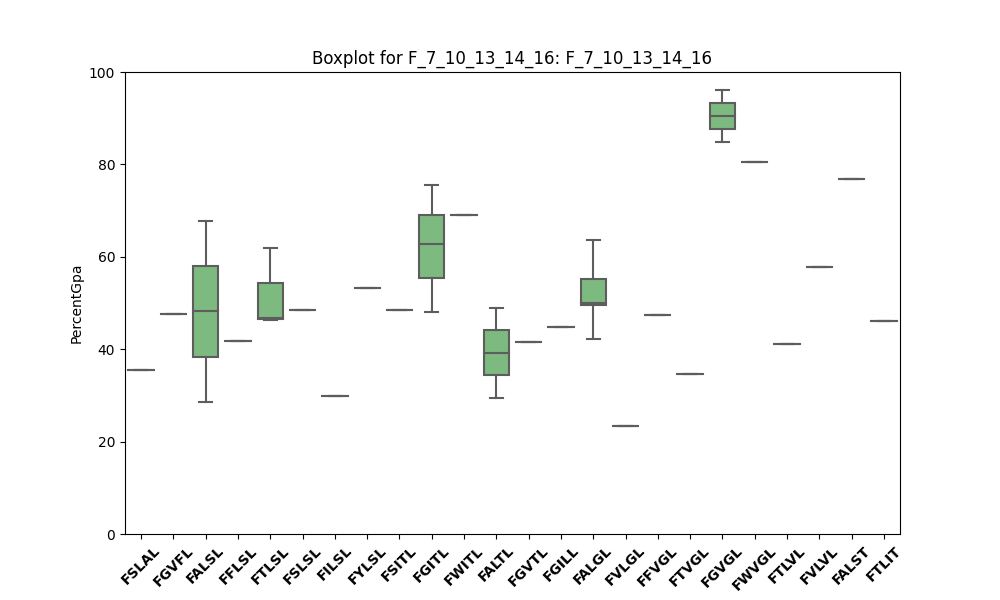 Boxplot for F_7_10_13_14_16: F_7_10_13_14_16
PercentGpa
100
80
60
40
20
0
FSLAL
FGVFL
FALSL
FFLSL
FTLSL
FSLSL
FILSL
FYLSL
FSITL
FGITL
FWITL
FALTL
FGVTL
FGILL
FALGL
FVLGL
FFVGL
FTVGL
FGVGL
FWVGL
FTLVL
FVLVL
FALST
FTLIT